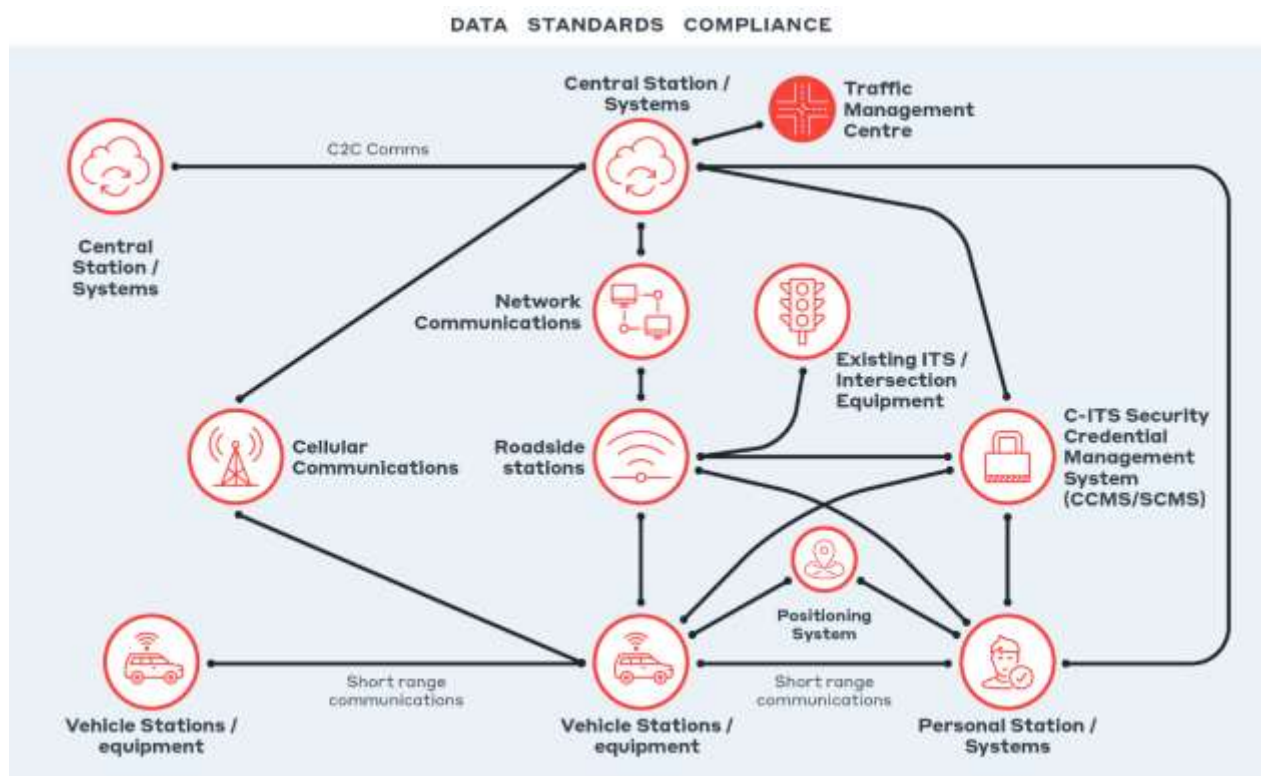 DATA STANDARDS COMPLIANCE
Central Station /
Systems
Traffic
Management
Centre
C2C Comms
Central
Station /
Systems
Network
Communications
Existing ITS /
Intersection
Equipment
Cellular
Communications
Roadside
stations
C-ITS Security
Credential
Management
System
(CCMS/SCMS)
Positioning
System
Short range
communications
Short range
communications
Vehicle Stations /
equipment
Vehicle Stations /
equipment
Personal Station /
Systems